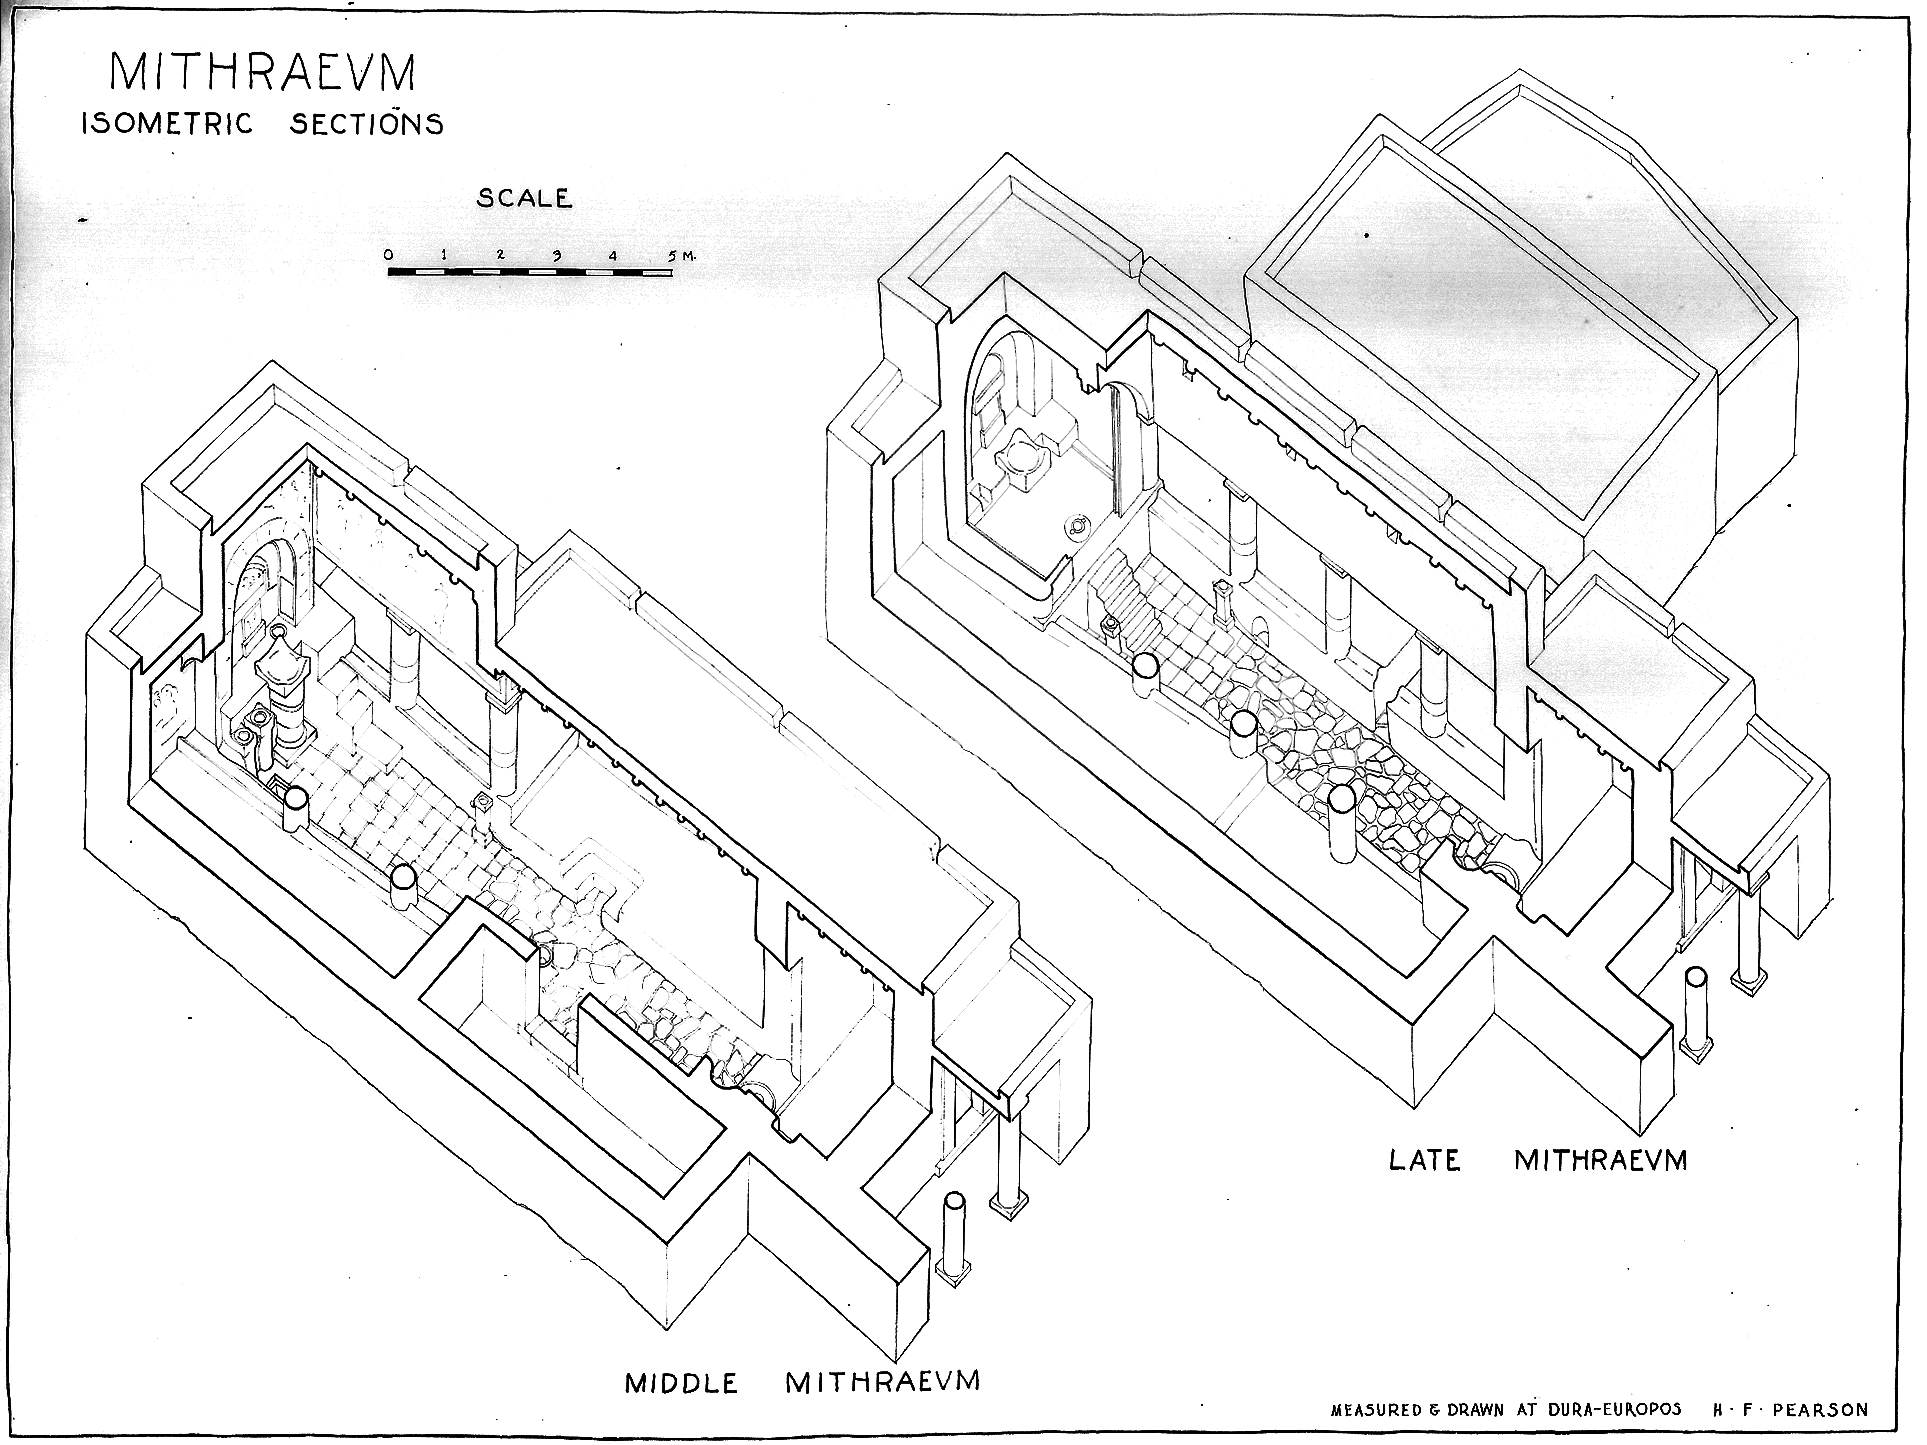 MITHRAEVM
ISOMETRIC SECTIONS
SCALE
0 1 2 3 4 5 M.
LATE MITHRAEVM
MIDDLE MITHRAEVM
MEASURED & DRAWN AT DURA-EUROPOS H · F · PEARSON